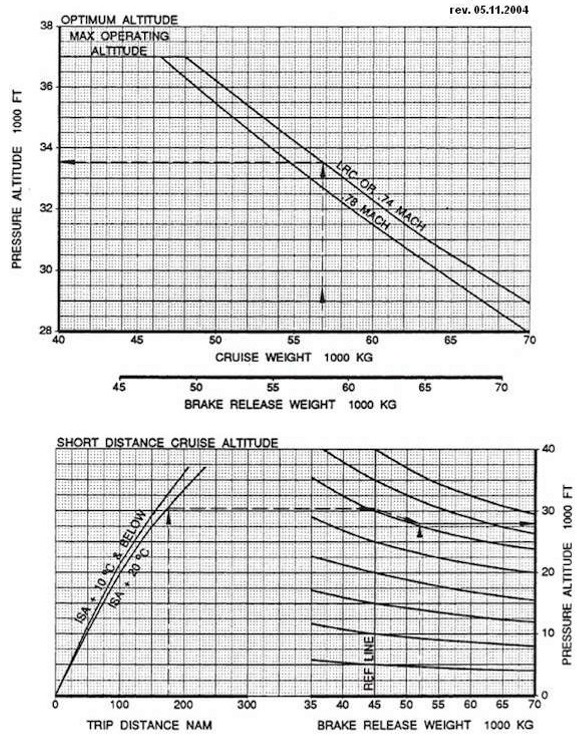 rev. 05.11.2004
OPTIMUM ALTITUDE
MAX OPERATING
ALTITUDE
38
36
34
32
30
28
PRESSURE ALTITUDE 1000 FT
LRC OR .74 MACH
.78 MACH
40 45 50 55 60 65 70
CRUISE WEIGHT 1000 KG
45 50 55 60 65 70
BRAKE RELEASE WEIGHT 1000 KG
SHORT DISTANCE CRUISE ALTITUDE
ISA + 10 ºC & BELOW
ISA + 20 ºC
REF LINE
40
30
20
10
0
PRESSURE ALTITUDE 1000 FT
0 100 200 300 35 40 45 50 55 60 65 70
TRIP DISTANCE NAM BRAKE RELEASE WEIGHT 1000 KG